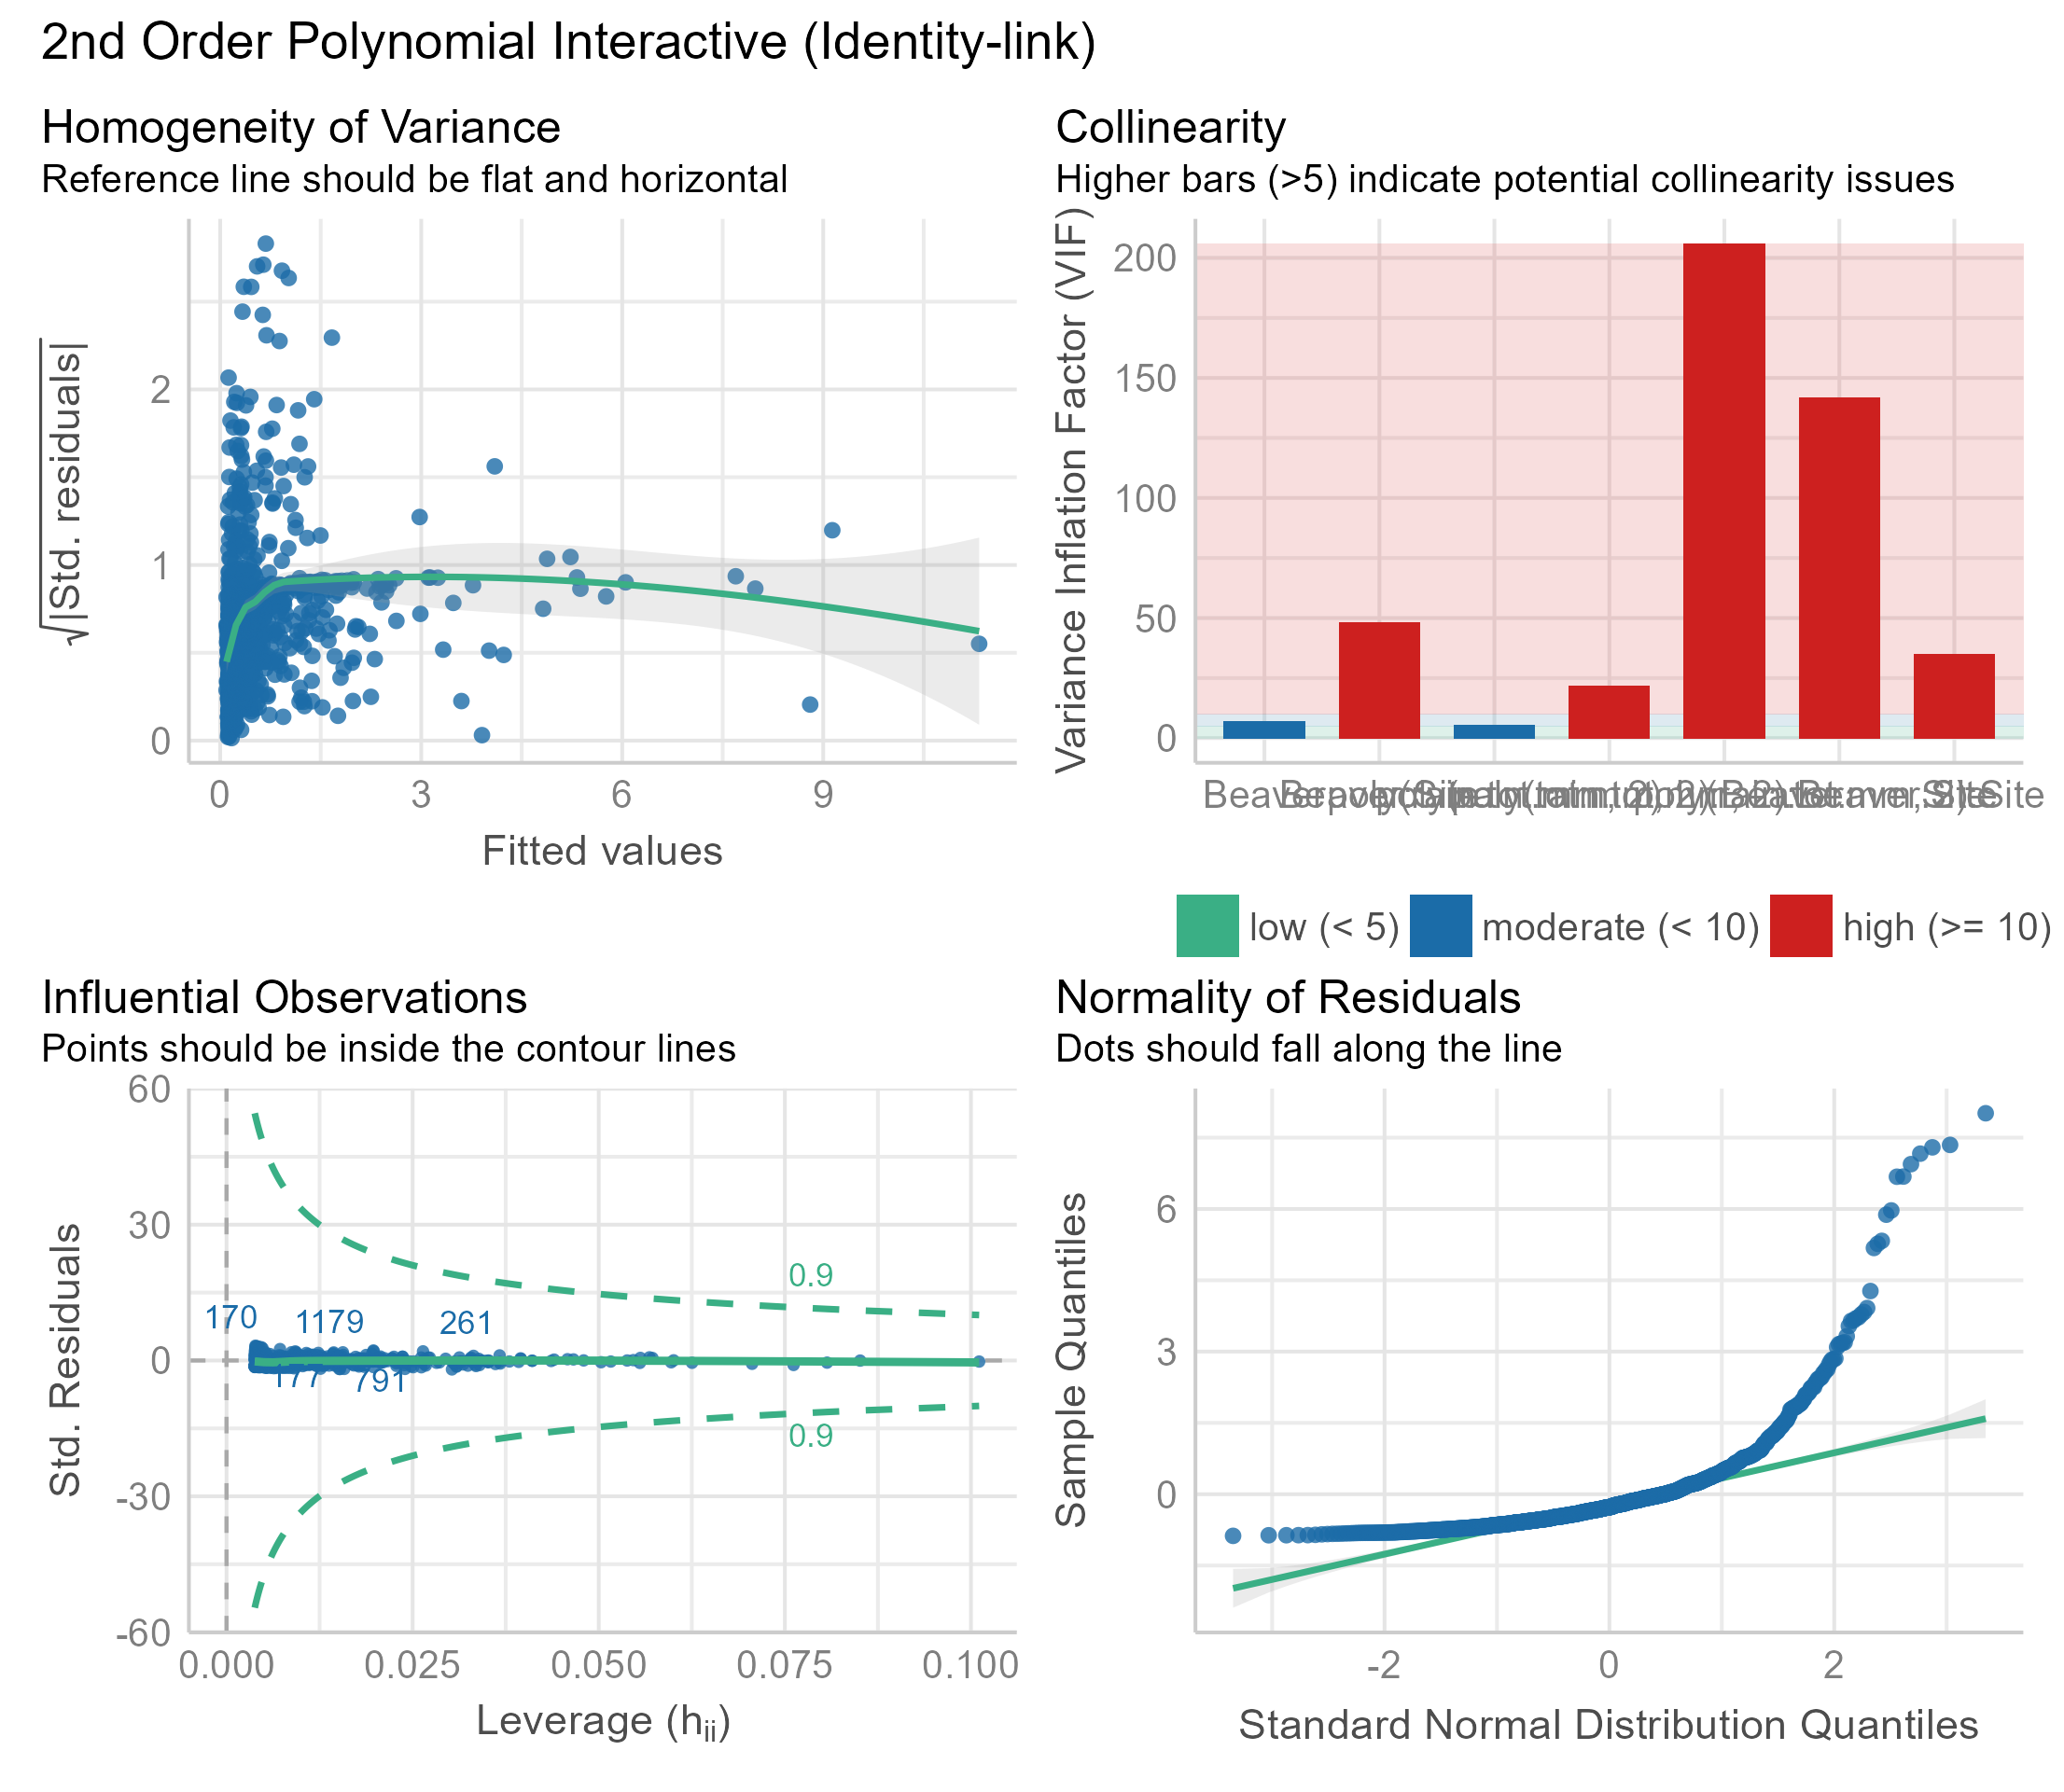 2nd Order Polynomial Interactive (Identity-link)
Homogeneity of Variance
Reference line should be flat and horizontal
√|Std. residuals|
2
1
0
0 3 6 9
Fitted values
Collinearity
Higher bars (>5) indicate potential collinearity issues
Variance Inflation Factor (VIF)
200
150
100
50
0
low (< 5) moderate (< 10) high (>= 10)
Influential Observations
Points should be inside the contour lines
Std. Residuals
60
30
0
-30
-60
0.9
170 1179 261
177 791
0.9
0.000 0.025 0.050 0.075 0.100
Leverage (hᵢᵢ)
Normality of Residuals
Dots should fall along the line
Sample Quantiles
6
3
0
-2 0 2
Standard Normal Distribution Quantiles